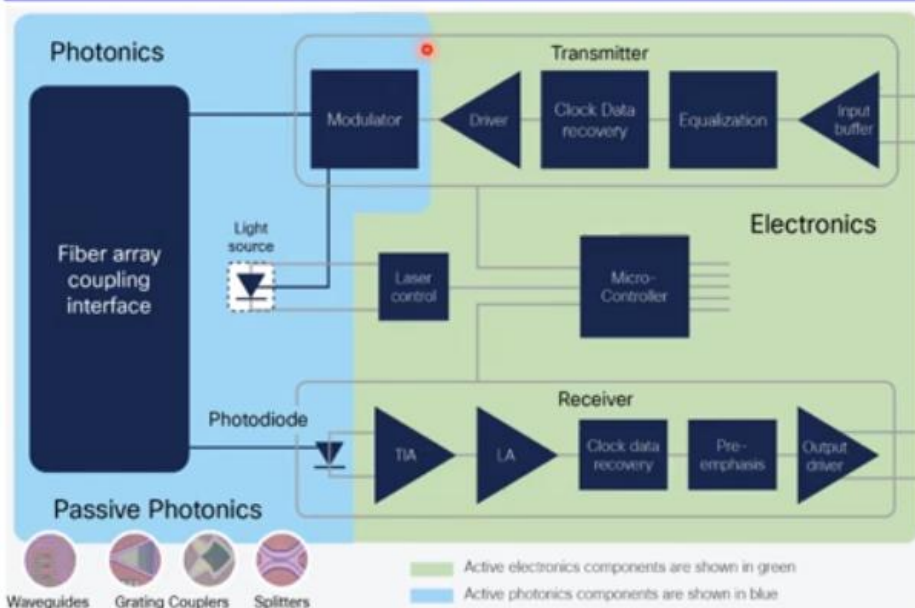 Photonics
Transmitter
Modulator
Driver
Clock Data
recovery
Equalization
Input
buffer
Light
source
Electronics
Fiber array
coupling
interface
Laser
control
Micro-
Controller
Photodiode
Receiver
TIA
LA
Clock data
recovery
Pre-
emphasis
Output
driver
Passive Photonics
Waveguides
Grating Couplers
Splitters
Active electronics components are shown in green
Active photonics components are shown in blue